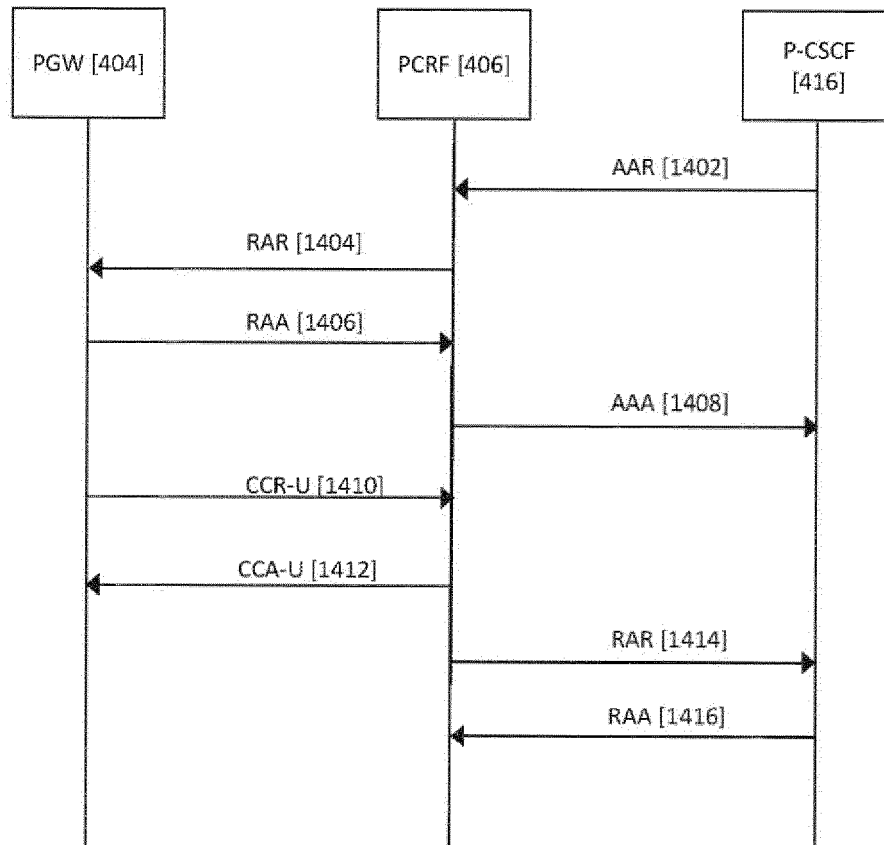 PGW [404]
PCRF [406]
P-CSCF
[416]
AAR [1402]
RAR [1404]
RAA [1406]
AAA [1408]
CCR-U [1410]
CCA-U [1412]
RAR [1414]
RAA [1416]